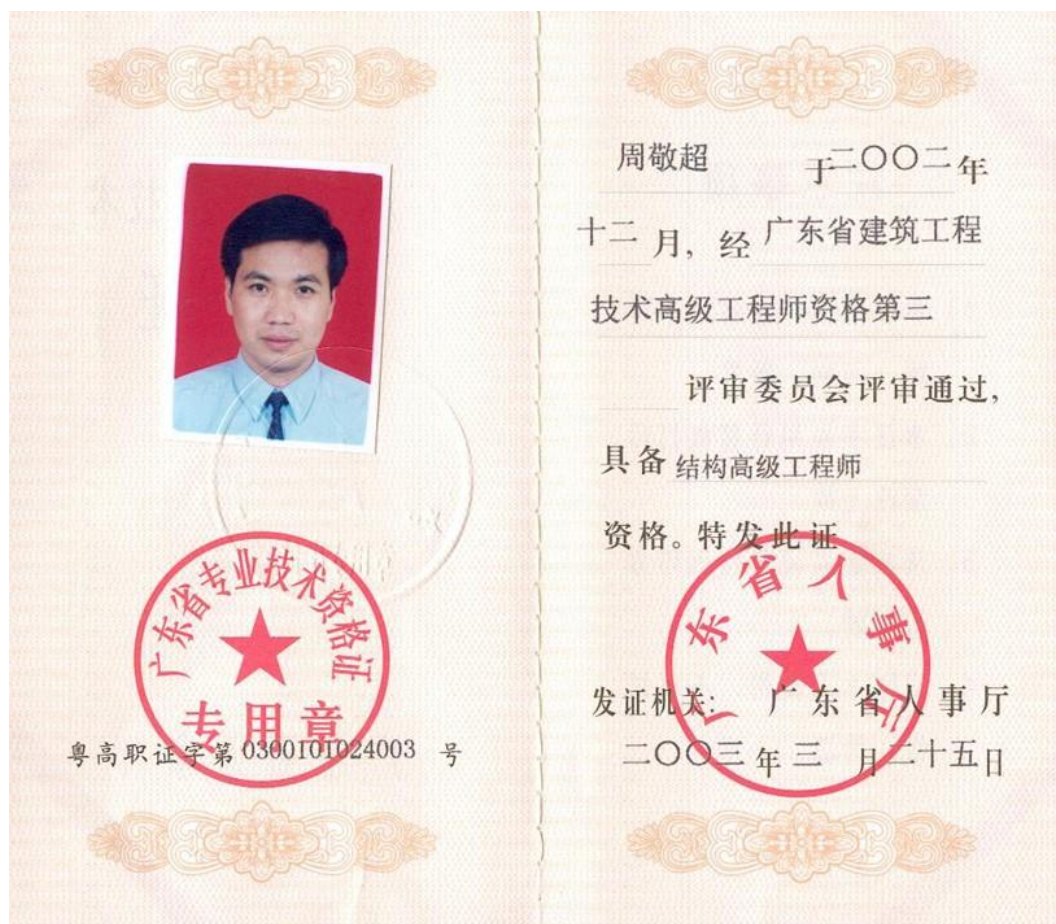 广东省专业技术资格证
专用章
粤高职证字第 0300101024003 号
周敬超 于二〇〇二年
十二月,经广东省建筑工程
技术高级工程师资格第三
评审委员会评审通过,
具备 结构高级工程师
资格。特发此证
广东省人事厅
发证机关: 广东省人事厅
二〇〇三年三月二十五日